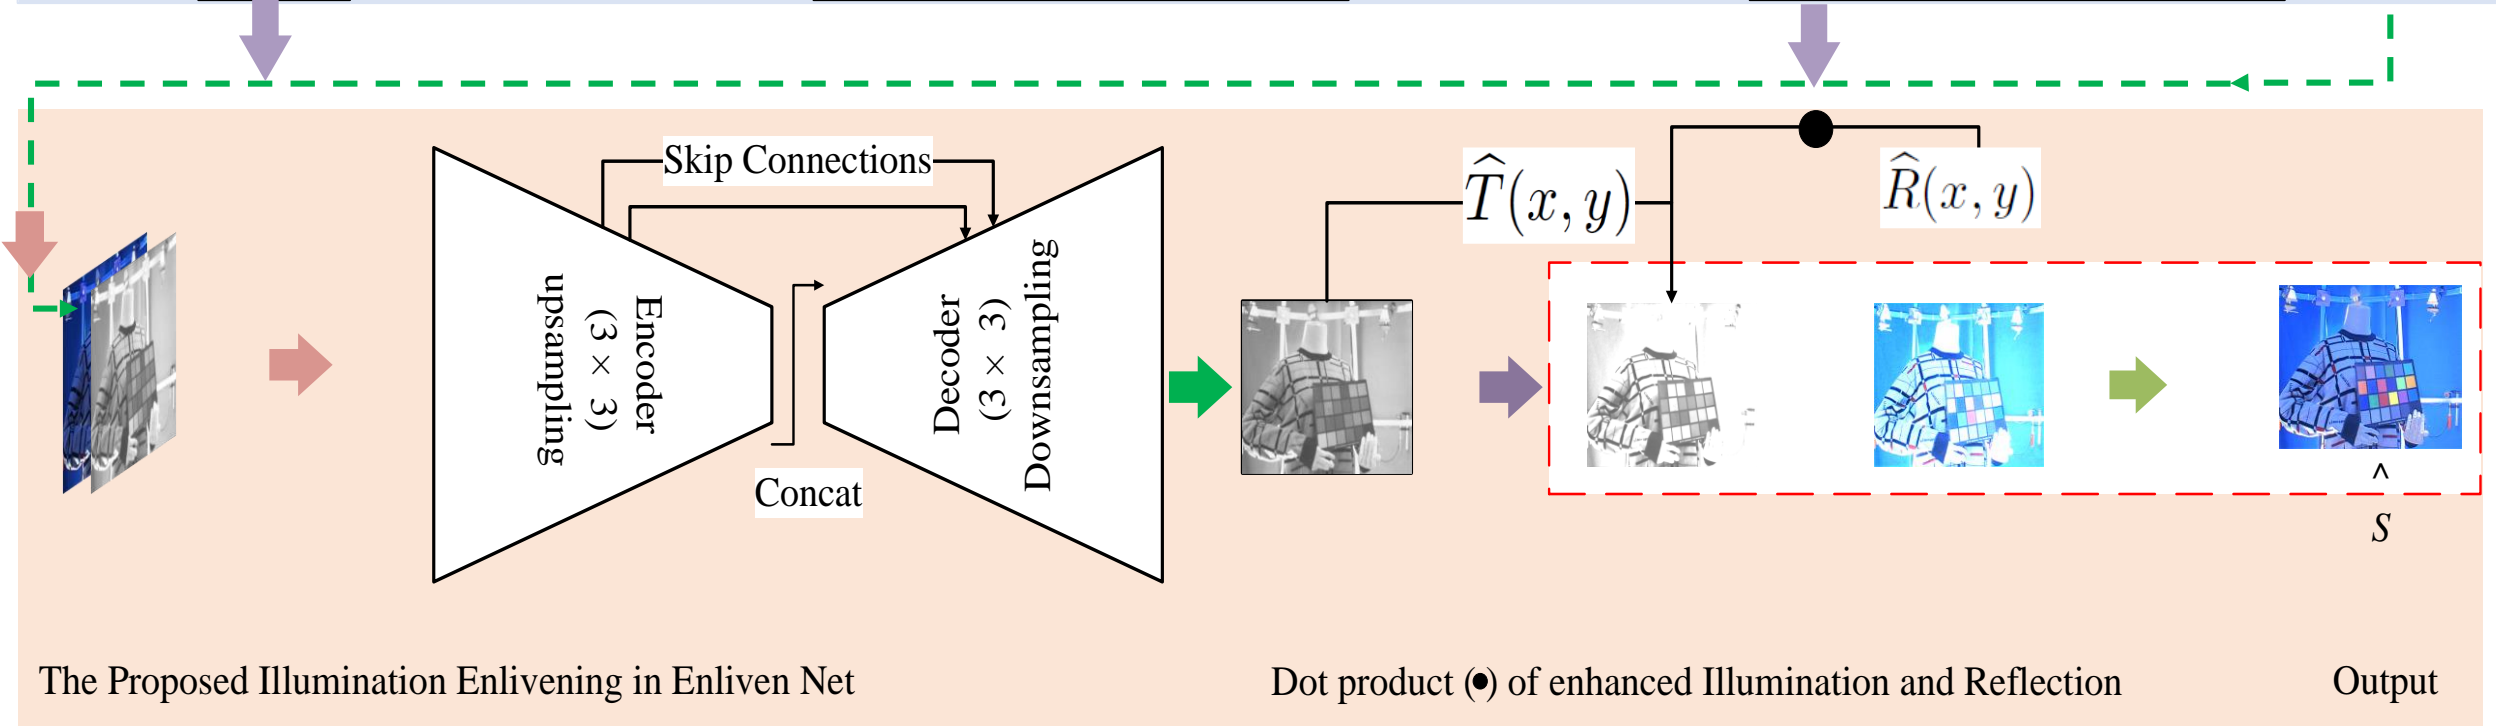 Skip Connections
Encoder
(3 × 3)
upsampling
Decoder
(3 × 3)
Downsampling
Concat
T̂(x, y)
R̂(x, y)
^
S
The Proposed Illumination Enlivening in Enliven Net
Dot product (●) of enhanced Illumination and Reflection
Output